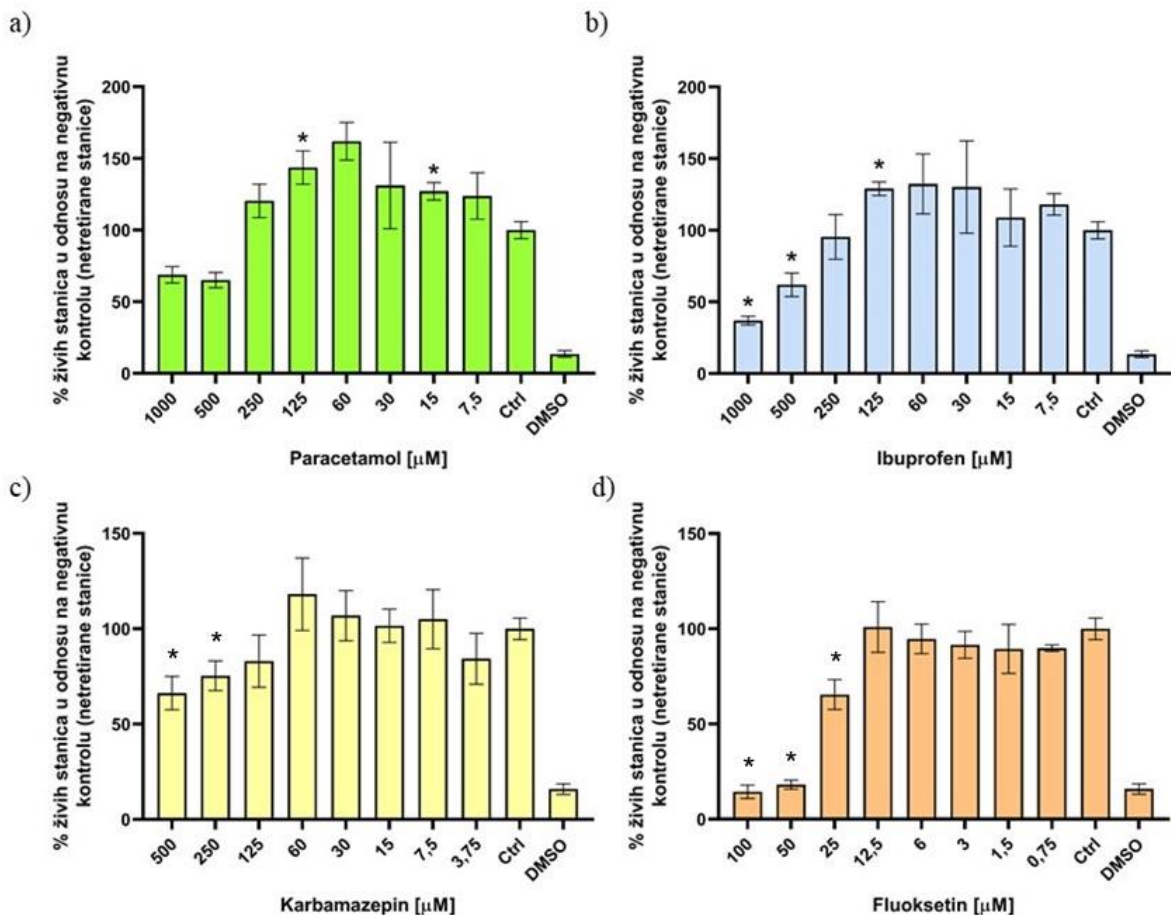 a)
% živih stanica u odnosu na negativnu
kontrolu (netretirane stanice)
200
150
100
50
0
*
*
1000 500 250 125 60 30 15 7,5 Ctrl DMSO
Paracetamol [μM]
b)
% živih stanica u odnosu na negativnu
kontrolu (netretirane stanice)
200
150
100
50
0
*
*
*
1000 500 250 125 60 30 15 7,5 Ctrl DMSO
Ibuprofen [μM]
c)
% živih stanica u odnosu na negativnu
kontrolu (netretirane stanice)
150
100
50
0
*
*
500 250 125 60 30 15 7,5 3,75 Ctrl DMSO
Karbamazepin [μM]
d)
% živih stanica u odnosu na negativnu
kontrolu (netretirane stanice)
150
100
50
0
*
*
*
100 50 25 12,5 6 3 1,5 0,75 Ctrl DMSO
Fluoksetin [μM]